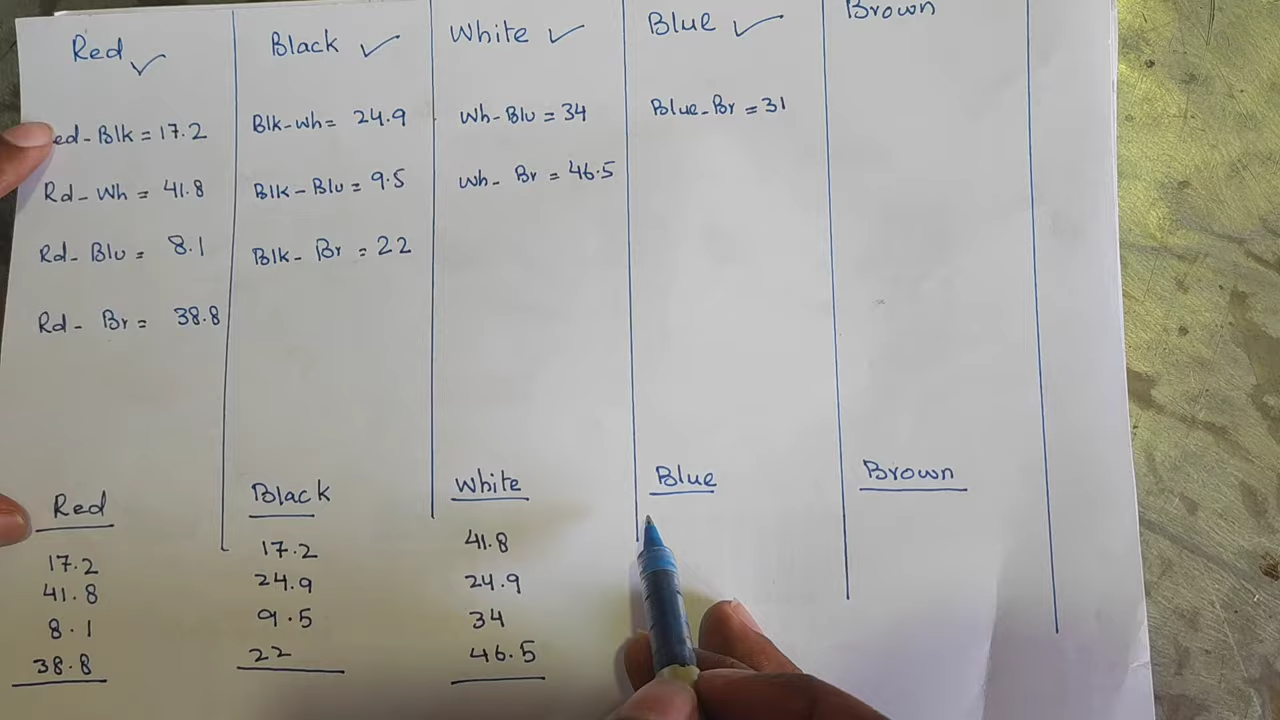 Red
Red-Blk = 17.2
Rd-Wh = 41.8
Rd-Blu = 8.1
Rd-Br = 38.8
Black
Blk-Wh = 24.9
Blk-Blu = 9.5
Blk-Br = 22
White
Wh-Blu = 34
Wh-Br = 46.5
Blue
Blue-Br = 31
Brown
Red
17.2
41.8
8.1
38.8
Black
17.2
24.9
9.5
22
White
41.8
24.9
34
46.5
Blue
Brown